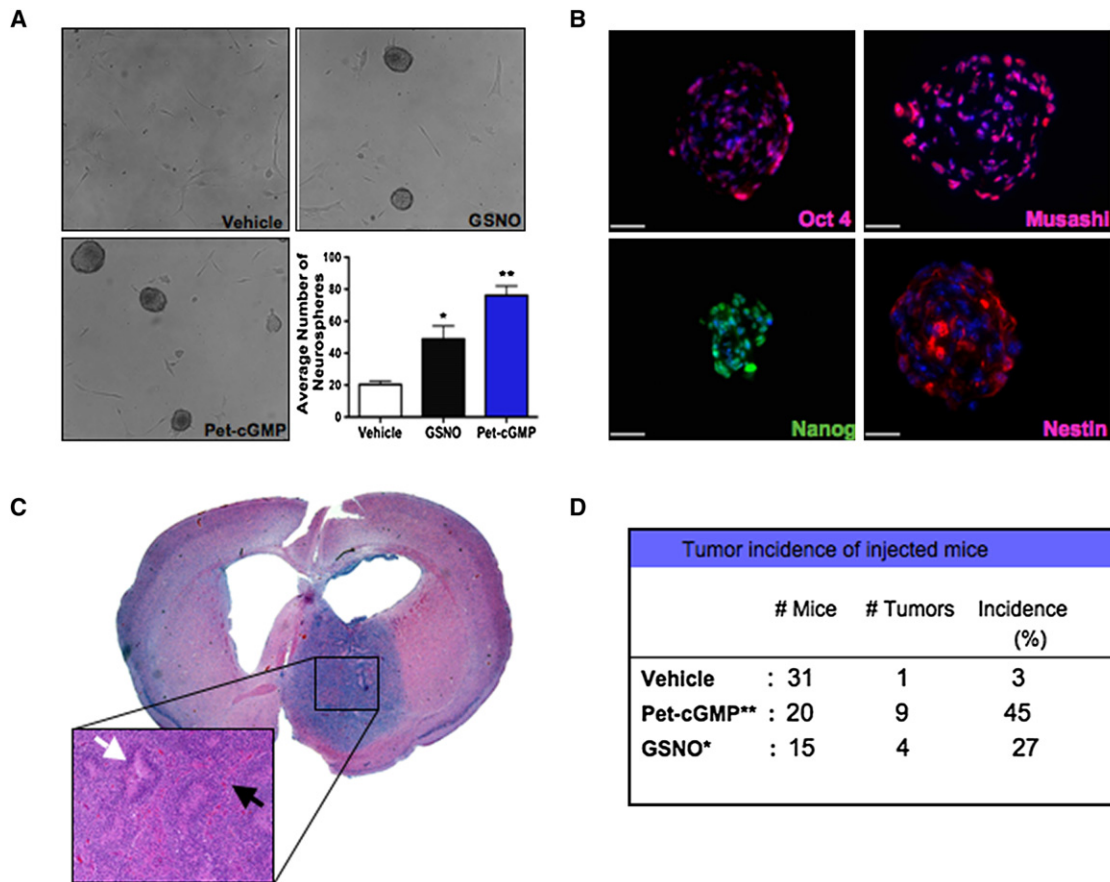 A
Vehicle
GSNO
Pet-cGMP
Average Number of
Neurospheres
100
80
60
40
20
0
*
**
Vehicle GSNO Pet-cGMP
B
Oct 4
Musashi
Nanog
Nestin
C
D
Tumor incidence of injected mice
# Mice # Tumors Incidence
(%)
Vehicle : 31 1 3
Pet-cGMP** : 20 9 45
GSNO* : 15 4 27